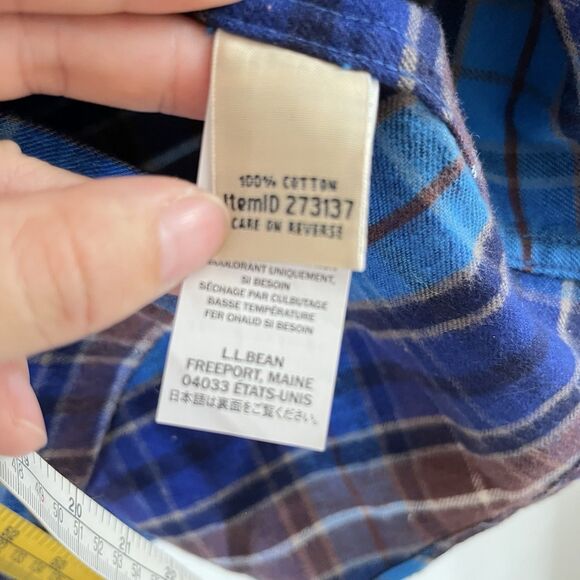 100% COTTON
ItemID 273137
CARE ON REVERSE
UNIQUEMENT,
SI BESOIN
SÉCHAGE PAR CULBUTAGE
BASSE TEMPÉRATURE
FER CHAUD SI BESOIN
L.L.BEAN
FREEPORT, MAINE
04033 ÉTATS-UNIS
日本語は裏面をご覧ください。
20
21